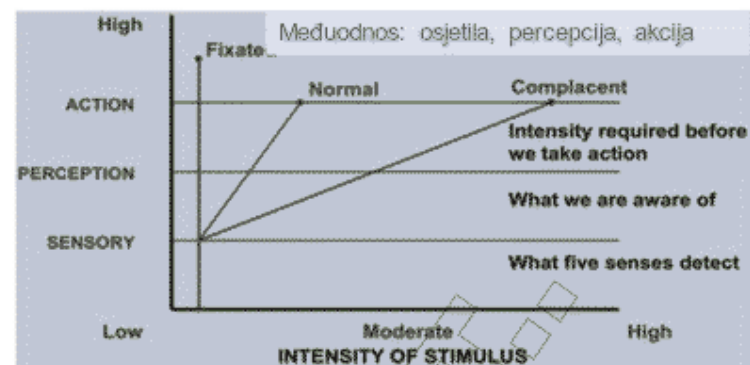 High
Međuodnos: osjetila, percepcija, akcija
Normal
Complacent
ACTION
Intensity required before
we take action
PERCEPTION
What we are aware of
SENSORY
What five senses detect
Low
Moderate
High
INTENSITY OF STIMULUS